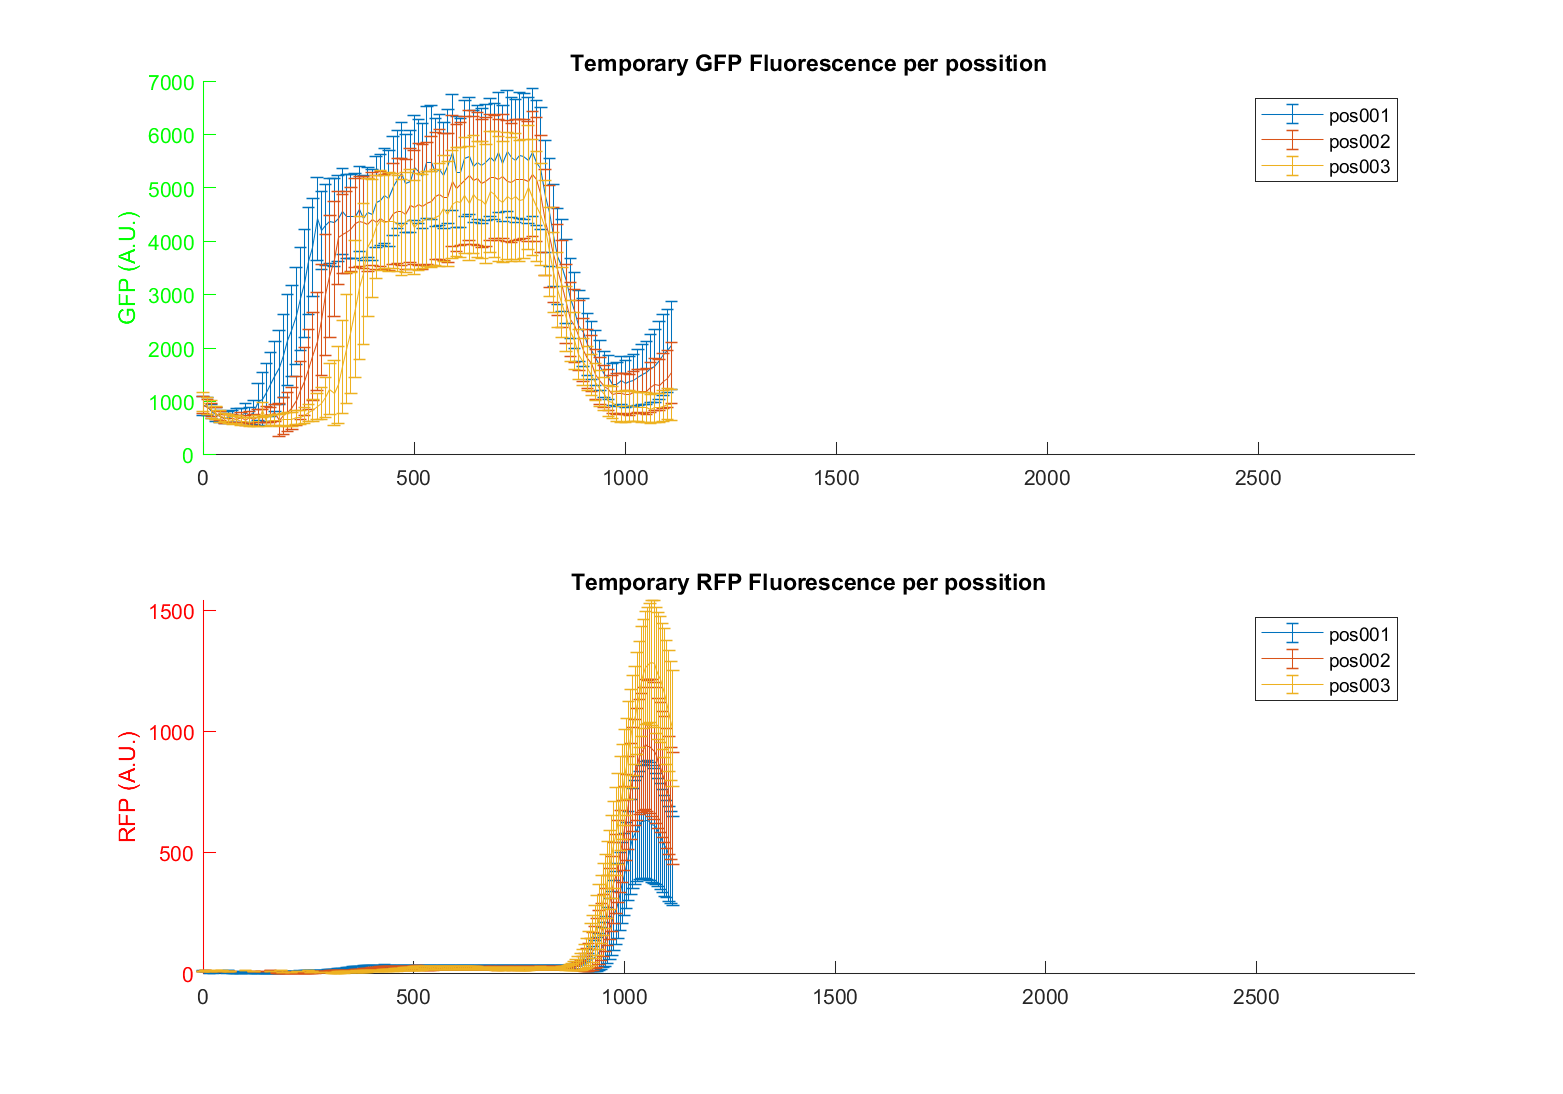 Temporary GFP Fluorescence per possition
7000
6000
5000
4000
3000
2000
1000
0
GFP (A.U.)
0 500 1000 1500 2000 2500
pos001
pos002
pos003
Temporary RFP Fluorescence per possition
1500
1000
500
0
RFP (A.U.)
0 500 1000 1500 2000 2500
pos001
pos002
pos003